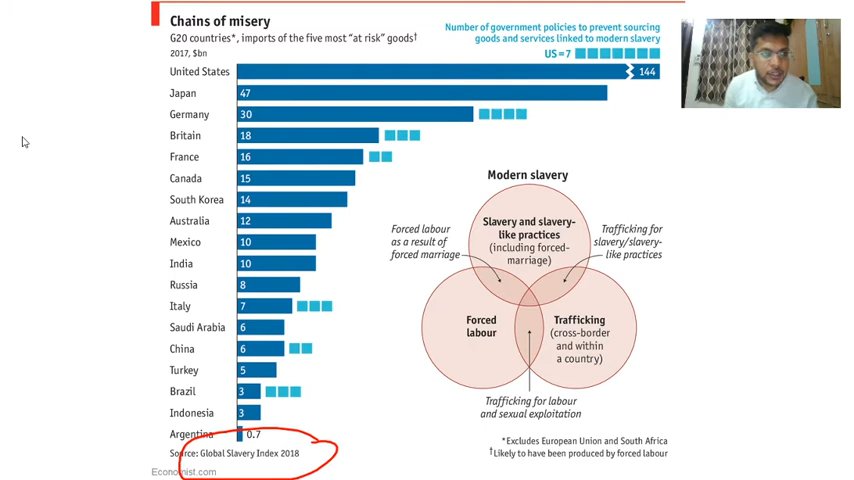 Chains of misery
G20 countries*, imports of the five most "at risk" goods†
2017, $bn
Number of government policies to prevent sourcing
goods and services linked to modern slavery
US=7
United States 144
Japan 47
Germany 30
Britain 18
France 16
Canada 15
South Korea 14
Australia 12
Mexico 10
India 10
Russia 8
Italy 7
Saudi Arabia 6
China 6
Turkey 5
Brazil 3
Indonesia 3
Argentina 0.7
Source: Global Slavery Index 2018
Economist.com
Modern slavery
Slavery and slavery-
like practices
(including forced-
marriage)
Forced labour
as a result of
forced marriage
Trafficking for
slavery/slavery-
like practices
Forced
labour
Trafficking
(cross-border
and within
a country)
Trafficking for labour
and sexual exploitation
*Excludes European Union and South Africa
†Likely to have been produced by forced labour